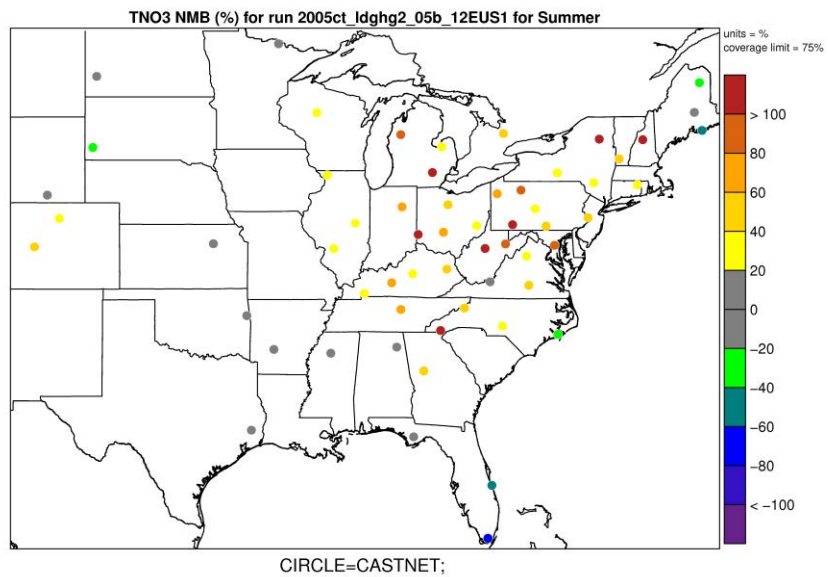 TNO3 NMB (%) for run 2005ct_ldghg2_05b_12EUS1 for Summer
units = %
coverage limit = 75%
> 100
80
60
40
20
0
−20
−40
−60
−80
< −100
CIRCLE=CASTNET;